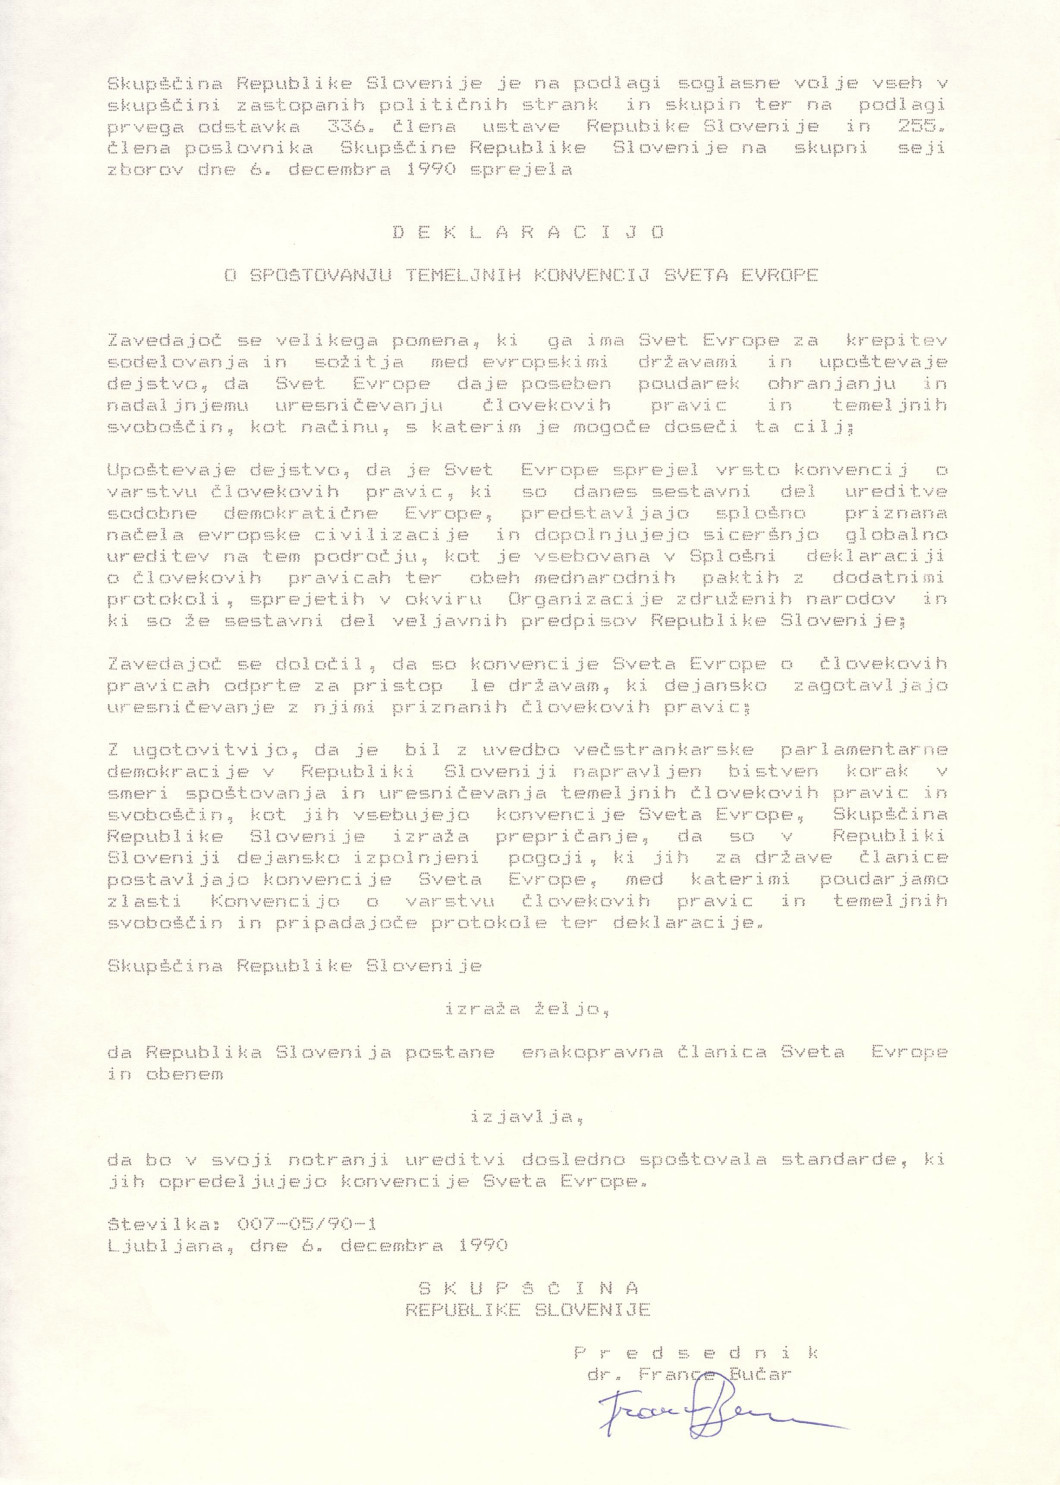 Skupščina Republike Slovenije je na podlagi soglasne volje vseh v
skupščini zastopanih političnih strank in skupin ter na podlagi
prvega odstavka 336. člena ustave Repubike Slovenije in 255.
člena poslovnika Skupščine Republike Slovenije na skupni seji
zborov dne 6. decembra 1990 sprejela
D E K L A R A C I J O
O SPOŠTOVANJU TEMELJNIH KONVENCIJ SVETA EVROPE
Zavedajoč se velikega pomena, ki ga ima Svet Evrope za krepitev
sodelovanja in sožitja med evropskimi državami in upoštevaje
dejstvo, da Svet Evrope daje poseben poudarek ohranjanju in
nadaljnjemu uresničevanju človekovih pravic in temeljnih
svoboščin, kot načinu, s katerim je mogoče doseči ta cilj;
Upoštevaje dejstvo, da je Svet Evrope sprejel vrsto konvencij o
varstvu človekovih pravic, ki so danes sestavni del ureditve
sodobne demokratične Evrope, predstavljajo splošno priznana
načela evropske civilizacije in dopolnjujejo siceršnjo globalno
ureditev na tem področju, kot je vsebovana v Splošni deklaraciji
o človekovih pravicah ter obeh mednarodnih paktih z dodatnimi
protokoli, sprejetih v okviru Organizacije združenih narodov in
ki so že sestavni del veljavnih predpisov Republike Slovenije;
Zavedajoč se določil, da so konvencije Sveta Evrope o človekovih
pravicah odprte za pristop le državam, ki dejansko zagotavljajo
uresničevanje z njimi priznanih človekovih pravic;
Z ugotovitvijo, da je bil z uvedbo večstrankarske parlamentarne
demokracije v Republiki Sloveniji napravljen bistven korak v
smeri spoštovanja in uresničevanja temeljnih človekovih pravic in
svoboščin, kot jih vsebujejo konvencije Sveta Evrope, Skupščina
Republike Slovenije izraža prepričanje, da so v Republiki
Sloveniji dejansko izpolnjeni pogoji, ki jih za države članice
postavljajo konvencije Sveta Evrope, med katerimi poudarjamo
zlasti Konvencijo o varstvu človekovih pravic in temeljnih
svoboščin in pripadajoče protokole ter deklaracije.
Skupščina Republike Slovenije
izraža željo,
da Republika Slovenija postane enakopravna članica Sveta Evrope
in obenem
izjavlja,
da bo v svoji notranji ureditvi dosledno spoštovala standarde, ki
jih opredeljujejo konvencije Sveta Evrope.
Številka: 007-05/90-1
Ljubljana, dne 6. decembra 1990
S K U P Š Č I N A
REPUBLIKE SLOVENIJE
P r e d s e d n i k
dr. France Bučar